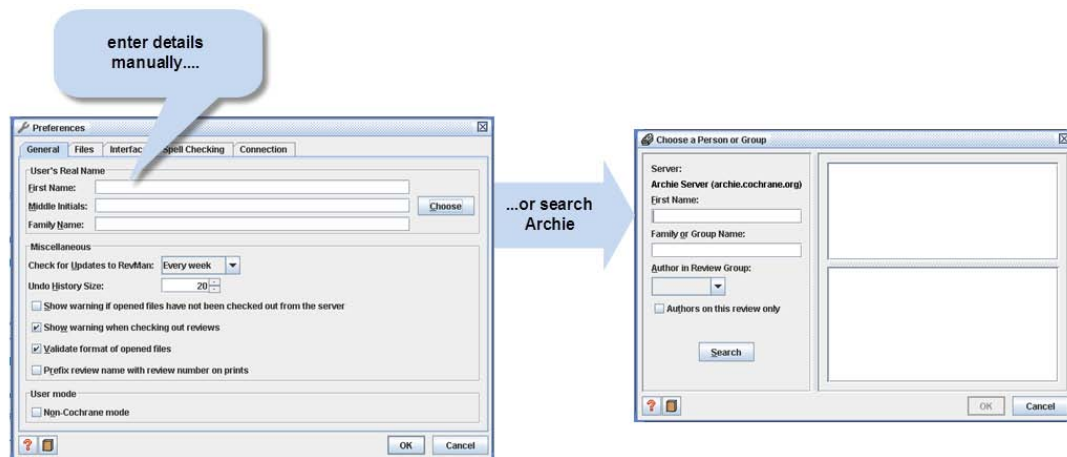 enter details
manually....
Preferences
General Files Interfac Spell Checking Connection
User's Real Name
First Name:
Middle Initials:
Choose
Family Name:
Miscellaneous
Check for Updates to RevMan: Every week
Undo History Size: 20
Show warning if opened files have not been checked out from the server
Show warning when checking out reviews
Validate format of opened files
Prefix review name with review number on prints
User mode
Non-Cochrane mode
? OK Cancel
...or search
Archie
Choose a Person or Group
Server:
Archie Server (archie.cochrane.org)
First Name:
Family or Group Name:
Author in Review Group:
Authors on this review only
Search
? OK Cancel